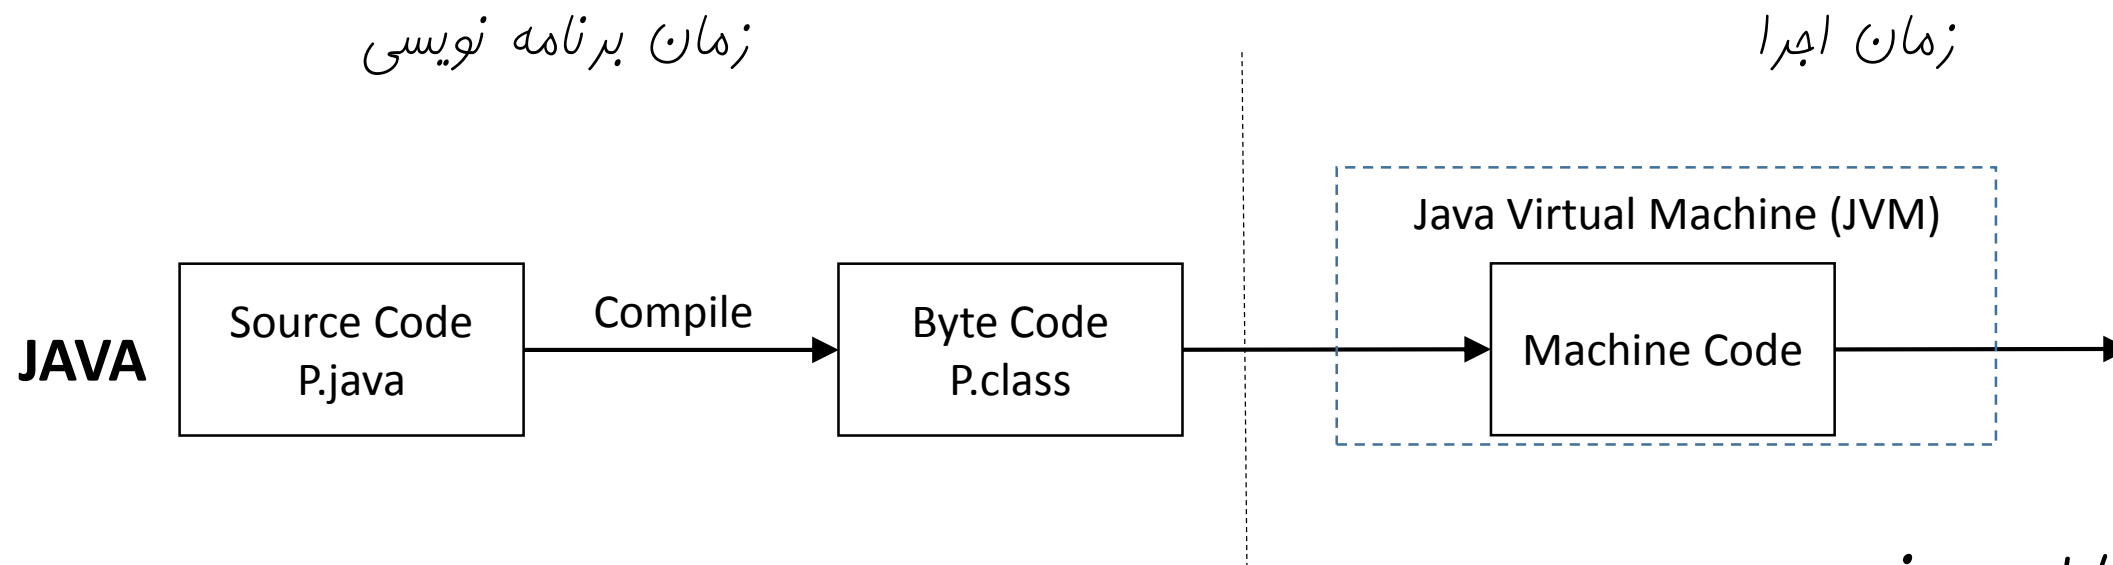 زمان برنامه نویسی
زمان اجرا
Java Virtual Machine (JVM)
JAVA
Source Code
P.java
Compile
Byte Code
P.class
Machine Code